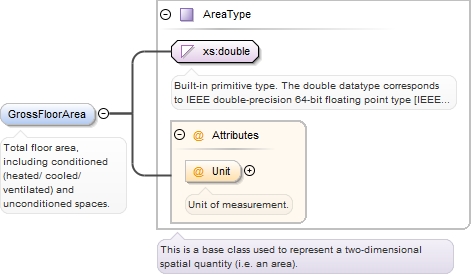 AreaType
xs:double
Built-in primitive type. The double datatype corresponds
to IEEE double-precision 64-bit floating point type [IEEE...
GrossFloorArea
Total floor area,
including conditioned
(heated/ cooled/
ventilated) and
unconditioned spaces.
@ Attributes
@ Unit
Unit of measurement.
This is a base class used to represent a two-dimensional
spatial quantity (i.e. an area).